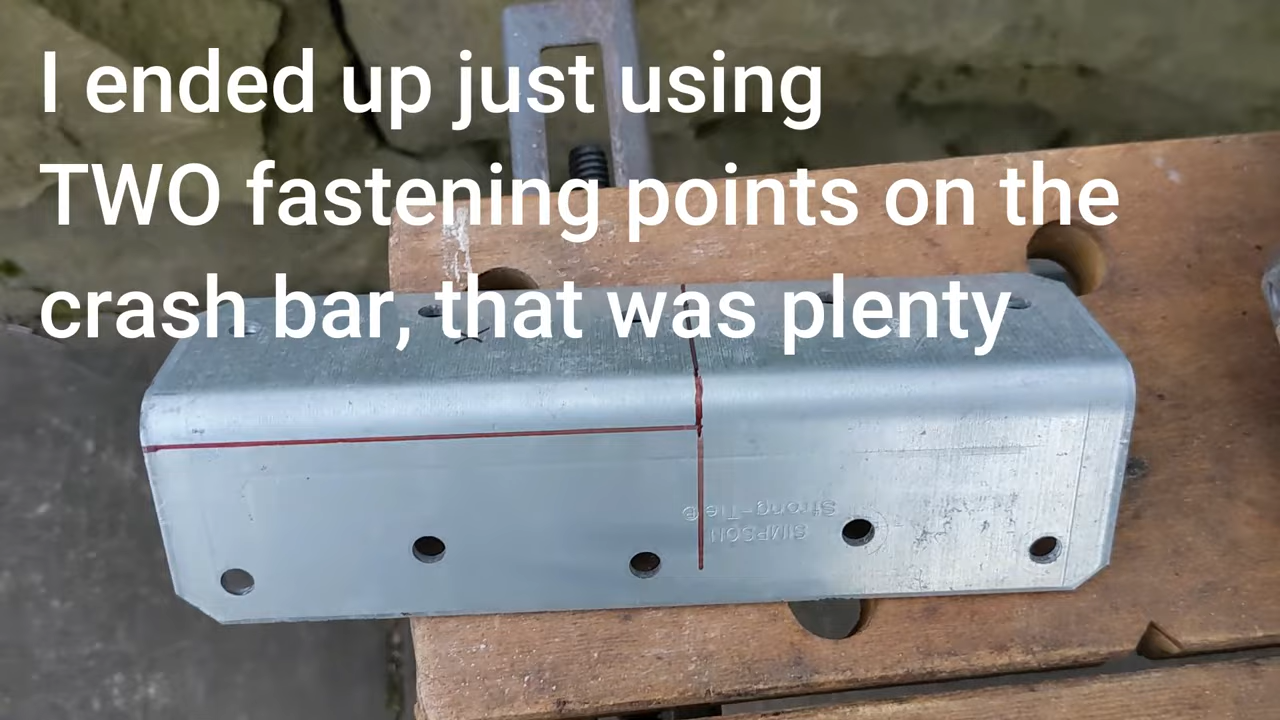 I ended up just using
TWO fastening points on the
crash bar, that was plenty
SIMPSON
Strong-Tie®